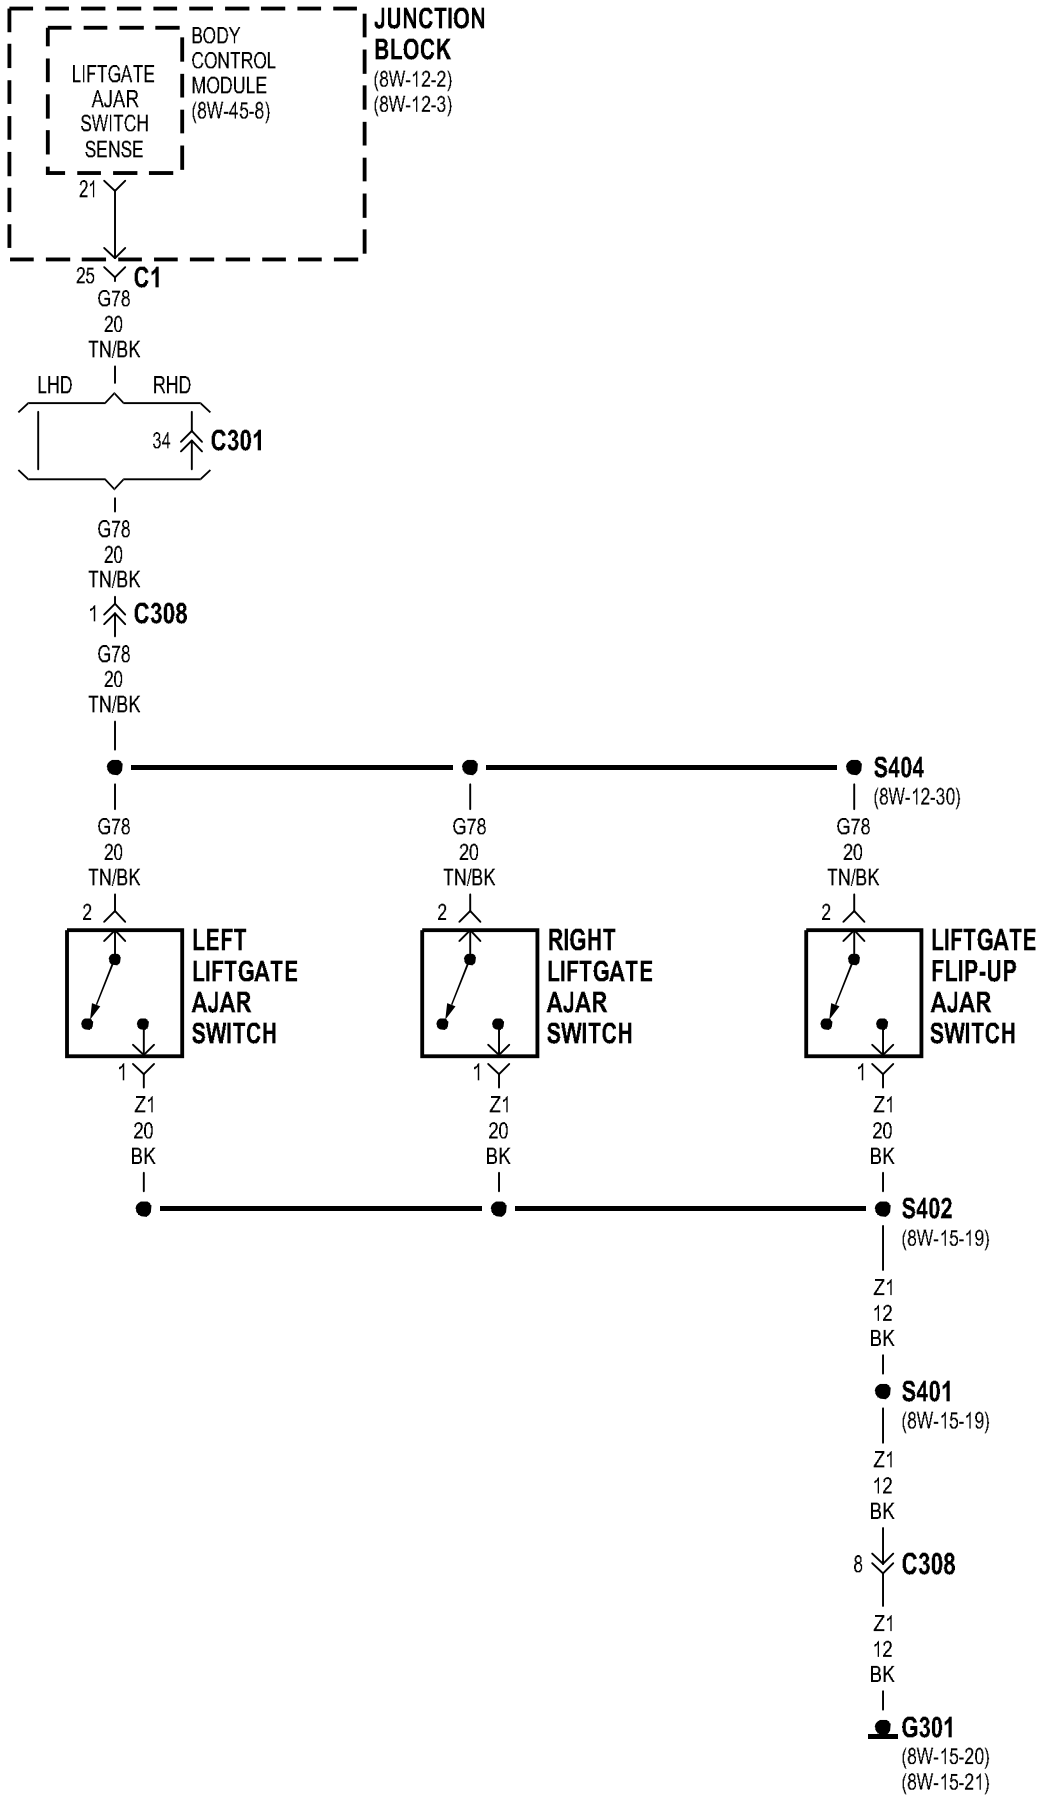 JUNCTION
BLOCK
(8W-12-2)
(8W-12-3)
BODY
CONTROL
MODULE
(8W-45-8)
LIFTGATE
AJAR
SWITCH
SENSE
21
25 C1
G78
20
TN/BK
LHD RHD
34 C301
G78
20
TN/BK
1 C308
G78
20
TN/BK
S404
(8W-12-30)
G78 G78 G78
20 20 20
TN/BK TN/BK TN/BK
2 2 2
LEFT
LIFTGATE
AJAR
SWITCH
RIGHT
LIFTGATE
AJAR
SWITCH
LIFTGATE
FLIP-UP
AJAR
SWITCH
1 1 1
Z1 Z1 Z1
20 20 20
BK BK BK
S402
(8W-15-19)
Z1
12
BK
S401
(8W-15-19)
Z1
12
BK
8 C308
Z1
12
BK
G301
(8W-15-20)
(8W-15-21)